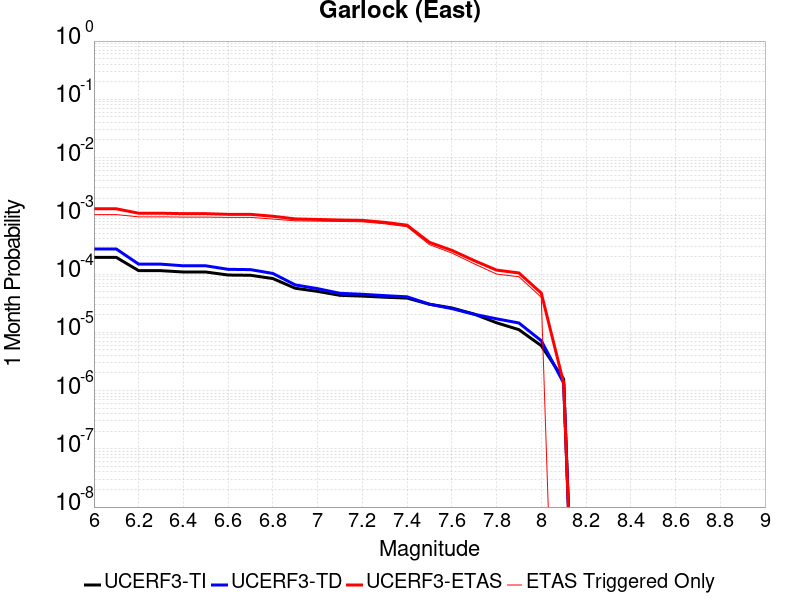 Garlock (East)
10^0
10^-1
10^-2
10^-3
10^-4
10^-5
10^-6
10^-7
10^-8
1 Month Probability
6 6.2 6.4 6.6 6.8 7 7.2 7.4 7.6 7.8 8 8.2 8.4 8.6 8.8 9
Magnitude
UCERF3-TI UCERF3-TD UCERF3-ETAS ETAS Triggered Only